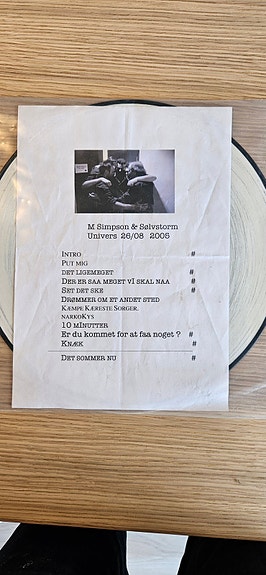 M Simpson & Sølvstorm
Univers 26/08 2005
INTRO #
PUT MIG
DET LIGEMEGET #
DER ER SAA MEGET VI SKAL NAA #
SET DET SKE #
DRØMMER OM ET ANDET STED
KÆMPE KÆRESTE SORGER.
NARKOKYS
10 MINUTTER
Er du kommet for at faa noget ? #
KNÆK #
DET SOMMER NU #